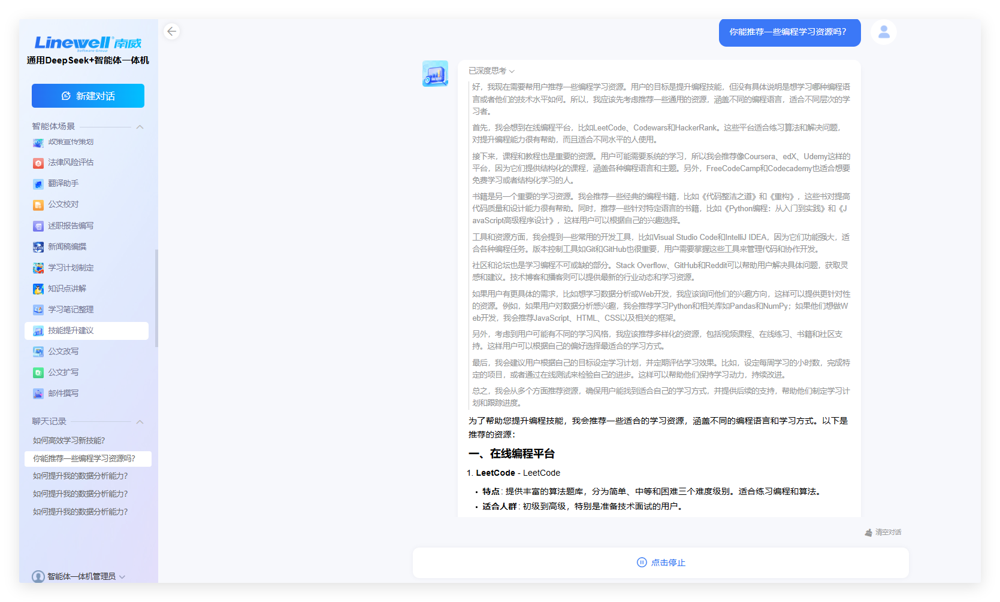 Linewell®南威
Software Group
通用DeepSeek+智能体一体机
新建对话
智能体场景
政策宣传策划
法律风险评估
翻译助手
公文校对
述职报告编写
新闻稿编撰
学习计划制定
知识点讲解
学习笔记整理
技能提升建议
公文改写
公文扩写
邮件撰写
聊天记录
如何高效学习新技能?
你能推荐一些编程学习资源吗?
如何提升我的数据分析能力?
如何提升我的数据分析能力?
如何提升我的数据分析能力?
智能体一体机管理员
你能推荐一些编程学习资源吗?
已深度思考
好，我现在需要帮用户推荐一些编程学习资源。用户的目标是提升编程技能，但没有具体说明是想学习哪种编程语
言或者他们的技术水平如何。所以，我应该先考虑推荐一些通用的资源，涵盖不同的编程语言，适合不同层次的学
习者。
首先，我会想到在线编程平台，比如LeetCode、Codewars和HackerRank。这些平台适合练习算法和解决问题，
对提升编程能力很有帮助，而且适合不同水平的人使用。
接下来，课程和教程也是重要的资源。用户可能需要系统的学习，所以我会推荐像Coursera、edX、Udemy这样的
平台，因为它们提供结构化的课程，涵盖各种编程语言和主题。另外，FreeCodeCamp和Codecademy也适合想要
免费学习或者结构化学习的人。
书籍是另一个重要的学习资源。我会推荐一些经典的编程书籍，比如《代码整洁之道》和《重构》，这些书对提高
代码质量和设计能力很有帮助。同时，推荐一些针对特定语言的书籍，比如《Python编程：从入门到实践》和《J
avaScript高级程序设计》，这样用户可以根据自己的兴趣选择。
工具和资源方面，我会提到一些常用的开发工具，比如Visual Studio Code和IntelliJ IDEA，因为它们功能强大，适
合各种编程任务。版本控制工具如Git和GitHub也很重要，用户需要掌握这些工具来管理代码和协作开发。
社区和论坛也是学习编程不可或缺的部分。Stack Overflow、GitHub和Reddit可以帮助用户解决具体问题，获取灵
感和建议。技术博客和播客则可以提供最新的行业动态和学习资源。
如果用户有更具体的需求，比如想学习数据分析或Web开发，我应该询问他们的兴趣方向，这样可以提供更针对性
的资源。例如，如果用户对数据分析感兴趣，我会推荐学习Python和相关库如Pandas和NumPy；如果他们想做W
eb开发，我会推荐JavaScript、HTML、CSS以及相关的框架。
另外，考虑到用户可能有不同的学习风格，我应该推荐多样化的资源，包括视频课程、在线练习、书籍和社区支
持。这样用户可以根据自己的偏好选择最适合的学习方式。
最后，我会建议用户根据自己的目标设定学习计划，并定期评估学习效果。比如，设定每周学习的小时数，完成特
定的项目，或者通过在线测试来检验自己的进步。这样可以帮助他们保持学习动力，持续改进。
总之，我会从多个方面推荐资源，确保用户能找到适合自己的学习方式，并提供后续的支持，帮助他们制定学习计
划和跟踪进度。
为了帮助您提升编程技能，我会推荐一些适合的学习资源，涵盖不同的编程语言和学习方式。以下是
推荐的资源：
一、在线编程平台
1. LeetCode - LeetCode
• 特点: 提供丰富的算法题库，分为简单、中等和困难三个难度级别。适合练习编程和算法。
• 适合人群: 初级到高级，特别是准备技术面试的用户。
清空对话
点击停止